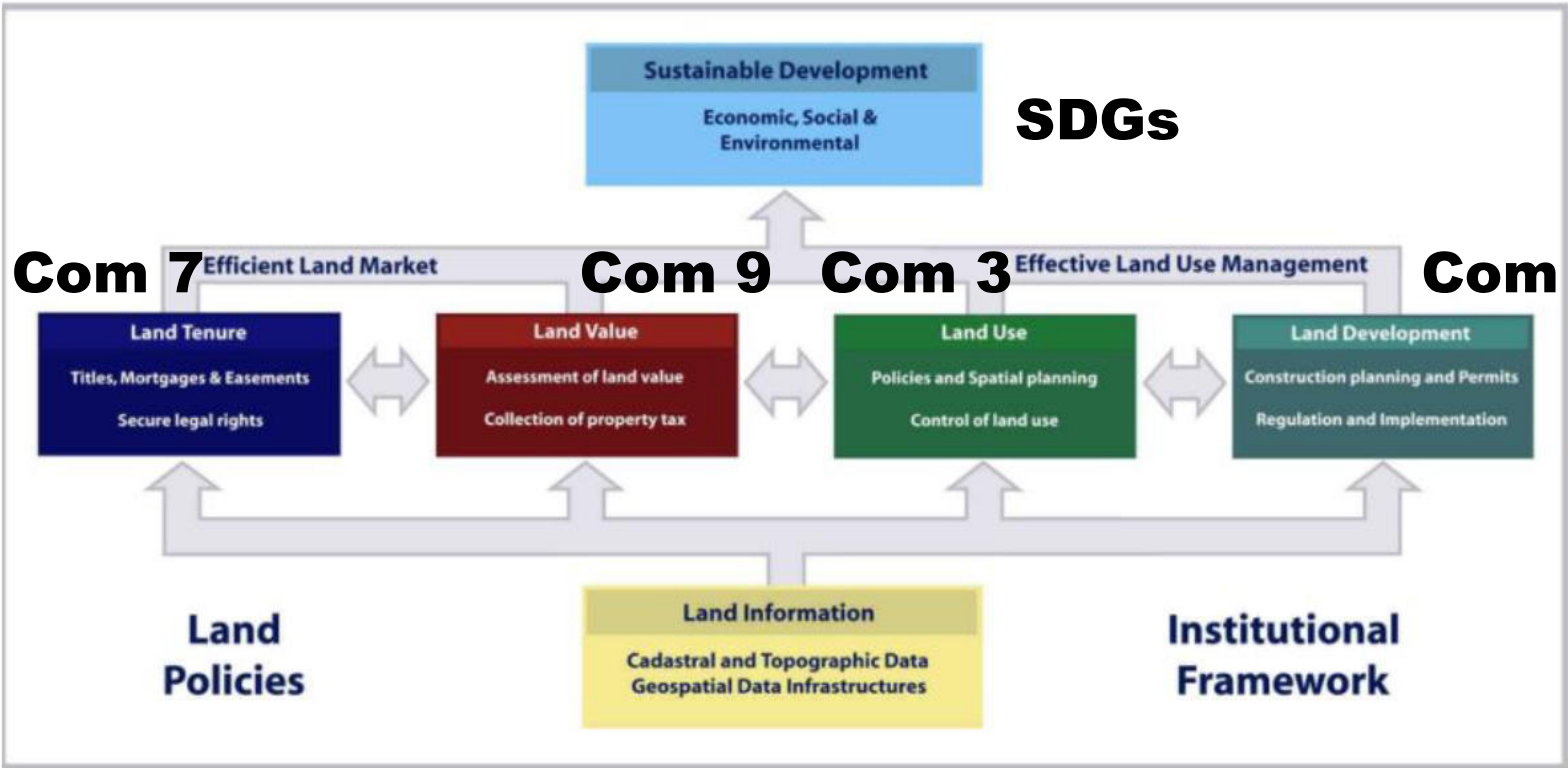 Sustainable Development
Economic, Social &
Environmental
SDGs
Com 7
Efficient Land Market
Com 9
Com 3
Effective Land Use Management
Com
Land Tenure
Titles, Mortgages & Easements
Secure legal rights
Land Value
Assessment of land value
Collection of property tax
Land Use
Policies and Spatial planning
Control of land use
Land Development
Construction planning and Permits
Regulation and Implementation
Land
Policies
Land Information
Cadastral and Topographic Data
Geospatial Data Infrastructures
Institutional
Framework